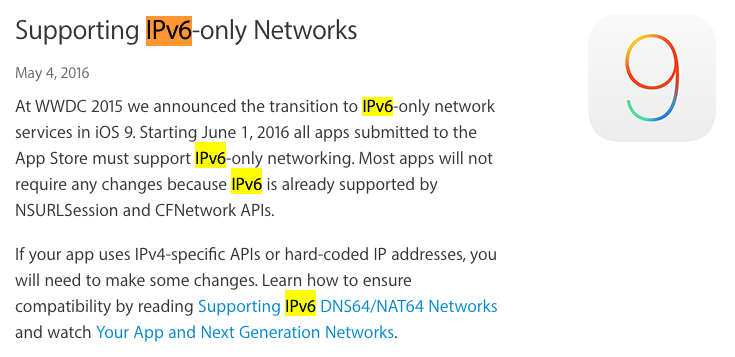 Supporting IPv6-only Networks
May 4, 2016
At WWDC 2015 we announced the transition to IPv6-only network
services in iOS 9. Starting June 1, 2016 all apps submitted to the
App Store must support IPv6-only networking. Most apps will not
require any changes because IPv6 is already supported by
NSURLSession and CFNetwork APIs.
If your app uses IPv4-specific APIs or hard-coded IP addresses, you
will need to make some changes. Learn how to ensure
compatibility by reading Supporting IPv6 DNS64/NAT64 Networks
and watch Your App and Next Generation Networks.
9